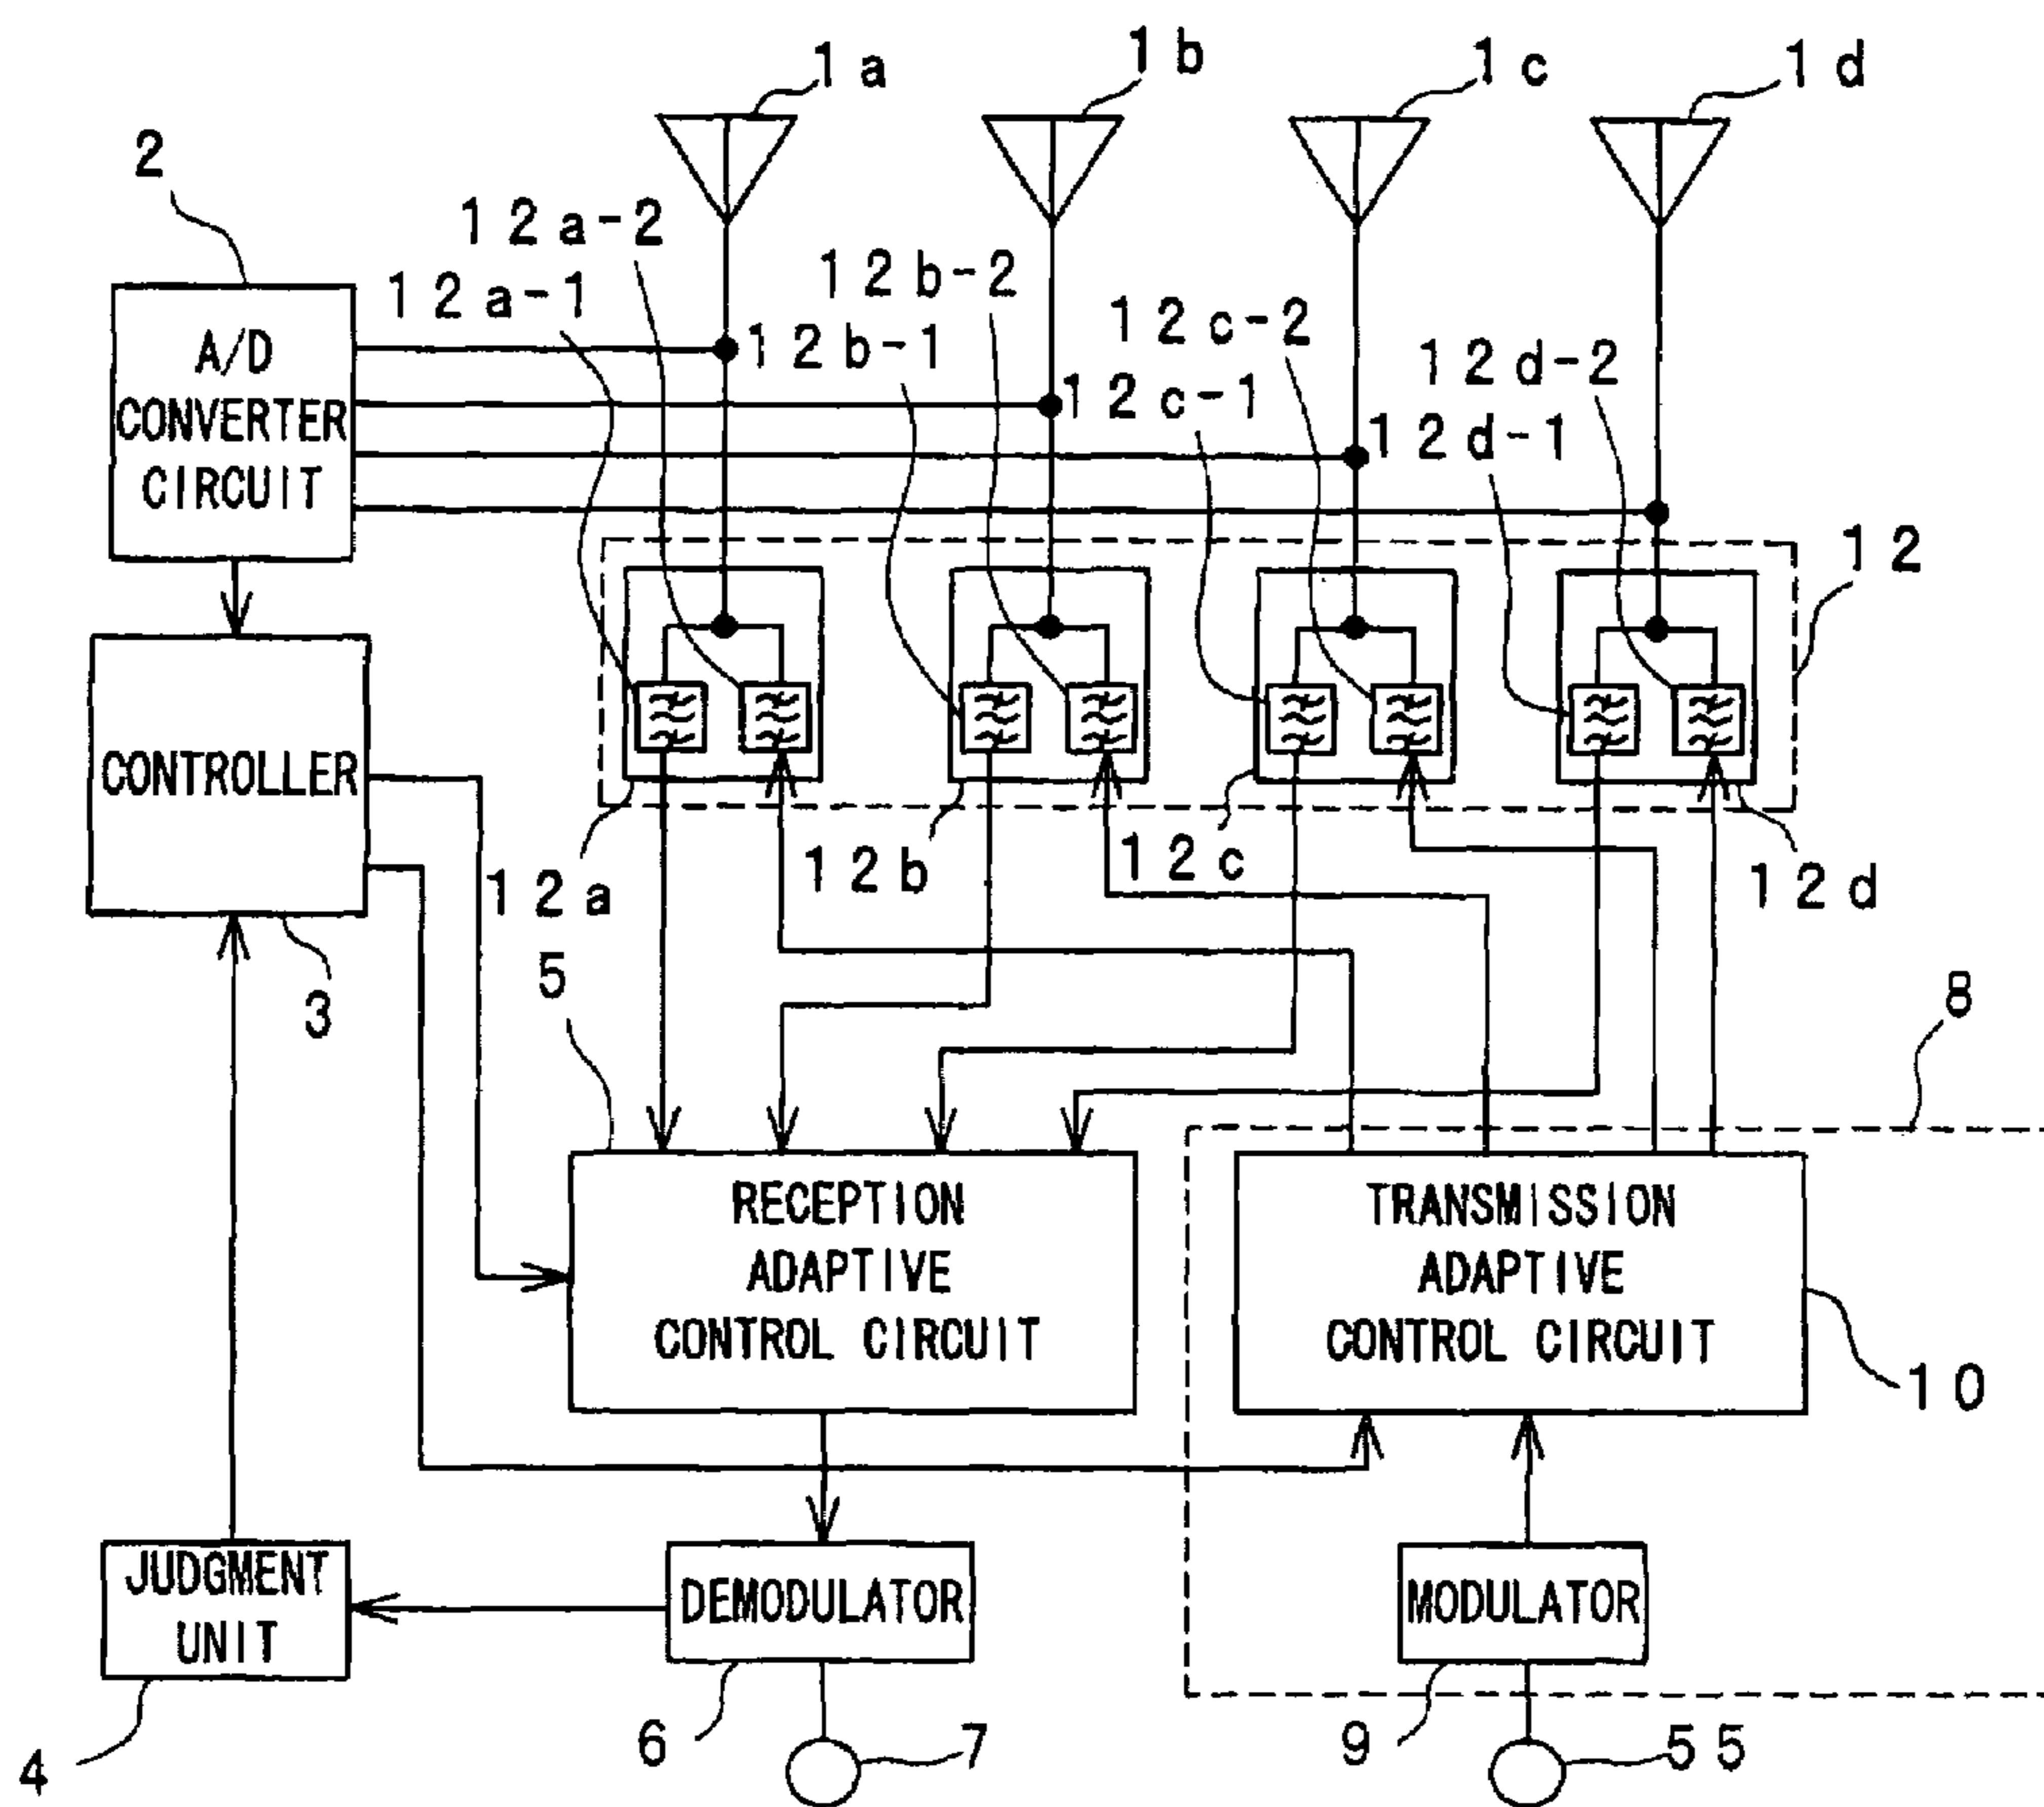 1a
1b
1c
1d
2
12a-2
12a-1
12b-2
12b-1
12c-2
12c-1
12d-2
12d-1
A/D
CONVERTER
CIRCUIT
12
CONTROLLER
12a
12b
12c
12d
3
5
8
RECEPTION
ADAPTIVE
CONTROL CIRCUIT
TRANSMISSION
ADAPTIVE
CONTROL CIRCUIT
10
JUDGMENT
UNIT
DEMODULATOR
MODULATOR
4
6
7
9
55